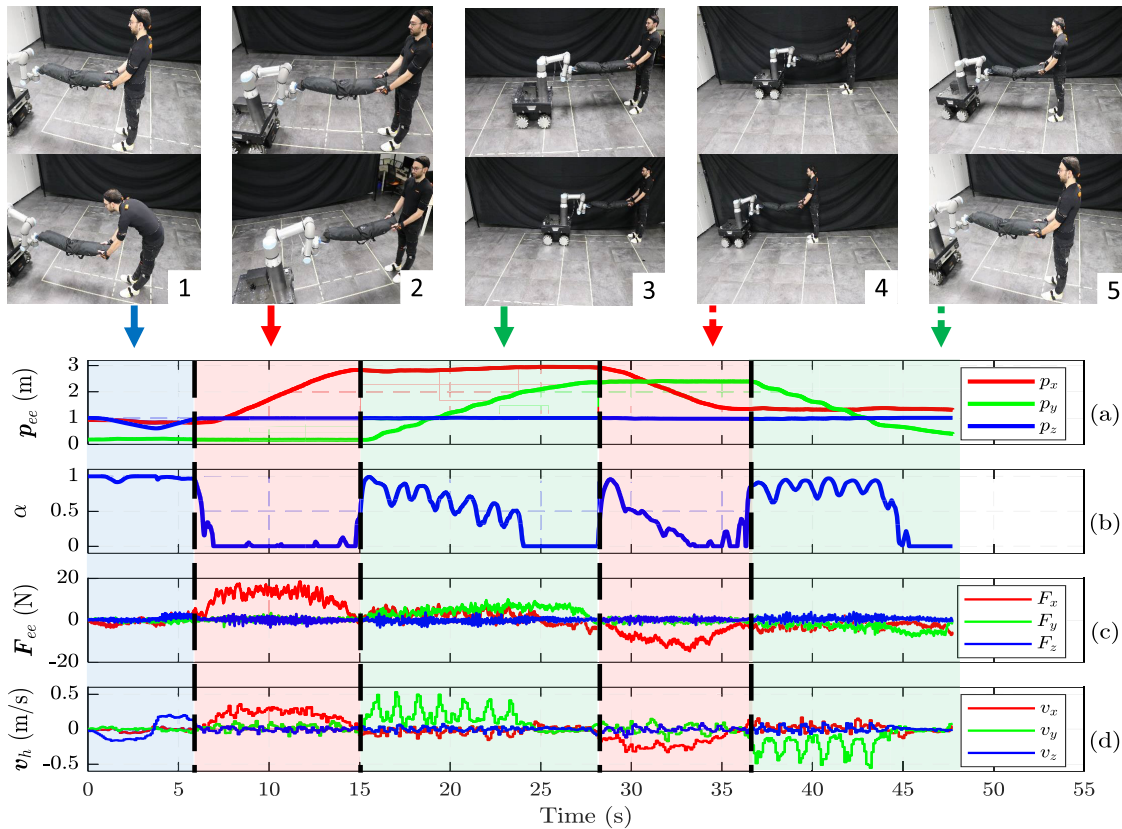 1 2 3 4 5
3
2
1
0
p_ee (m)
p_x
p_y
p_z
(a)
1
0.5
0
α
(b)
20
0
-20
F_ee (N)
F_x
F_y
F_z
(c)
0.5
0
-0.5
v_h (m/s)
v_x
v_y
v_z
(d)
0 5 10 15 20 25 30 35 40 45 50 55
Time (s)